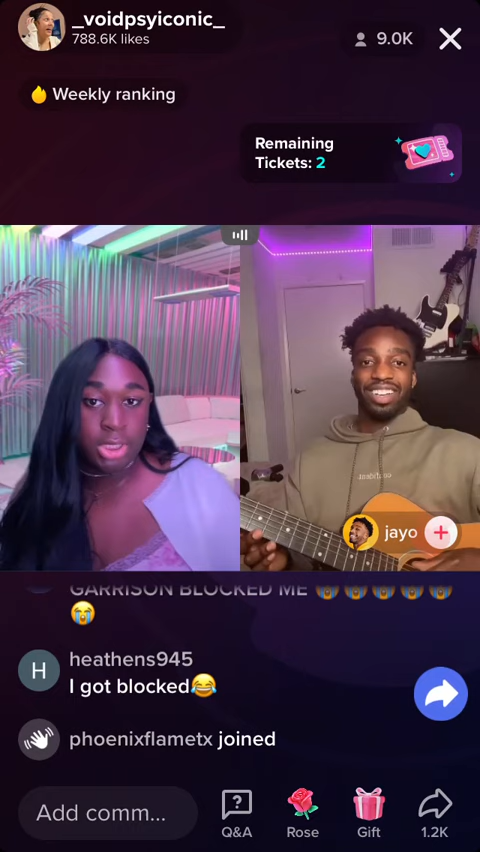 _voidpsyiconic_
788.6K likes
9.0K
Weekly ranking
Remaining
Tickets: 2
confident
jayo
GARRISON BLOCKED ME 😭😭😭😭😭
😭
H
heathens945
I got blocked😂
phoenixflametx joined
Add comm...
Q&A
Rose
Gift
1.2K